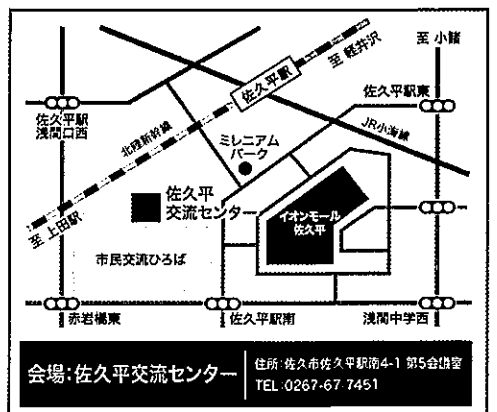 至 小諸
至 軽井沢
佐久平駅
佐久平駅東
佐久平駅
浅間口西
北陸新幹線
JR小海線
ミレニアム
パーク
佐久平
交流センター
イオンモール
佐久平
至 上田駅
市民交流ひろば
赤岩橋東
佐久平駅南
浅間中学西
会場:佐久平交流センター
住所:佐久市佐久平駅南4-1 第5会議室
TEL:0267-67-7451